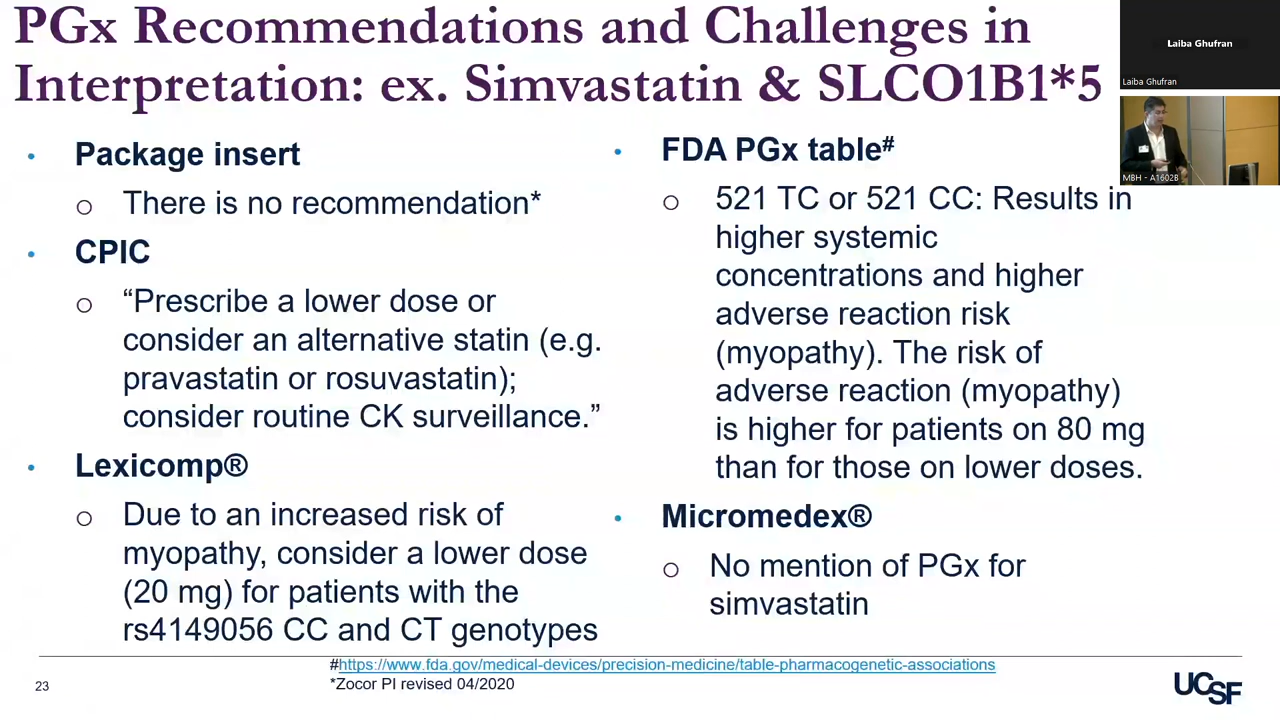 PGx Recommendations and Challenges in
Interpretation: ex. Simvastatin & SLCO1B1*5
• Package insert
o There is no recommendation*
• CPIC
o “Prescribe a lower dose or
consider an alternative statin (e.g.
pravastatin or rosuvastatin);
consider routine CK surveillance.”
• Lexicomp®
o Due to an increased risk of
myopathy, consider a lower dose
(20 mg) for patients with the
rs4149056 CC and CT genotypes
• FDA PGx table#
o 521 TC or 521 CC: Results in
higher systemic
concentrations and higher
adverse reaction risk
(myopathy). The risk of
adverse reaction (myopathy)
is higher for patients on 80 mg
than for those on lower doses.
• Micromedex®
o No mention of PGx for
simvastatin
#https://www.fda.gov/medical-devices/precision-medicine/table-pharmacogenetic-associations
*Zocor PI revised 04/2020
23
UCSF
Laiba Ghufran
Laiba Ghufran
MBH - A1602B